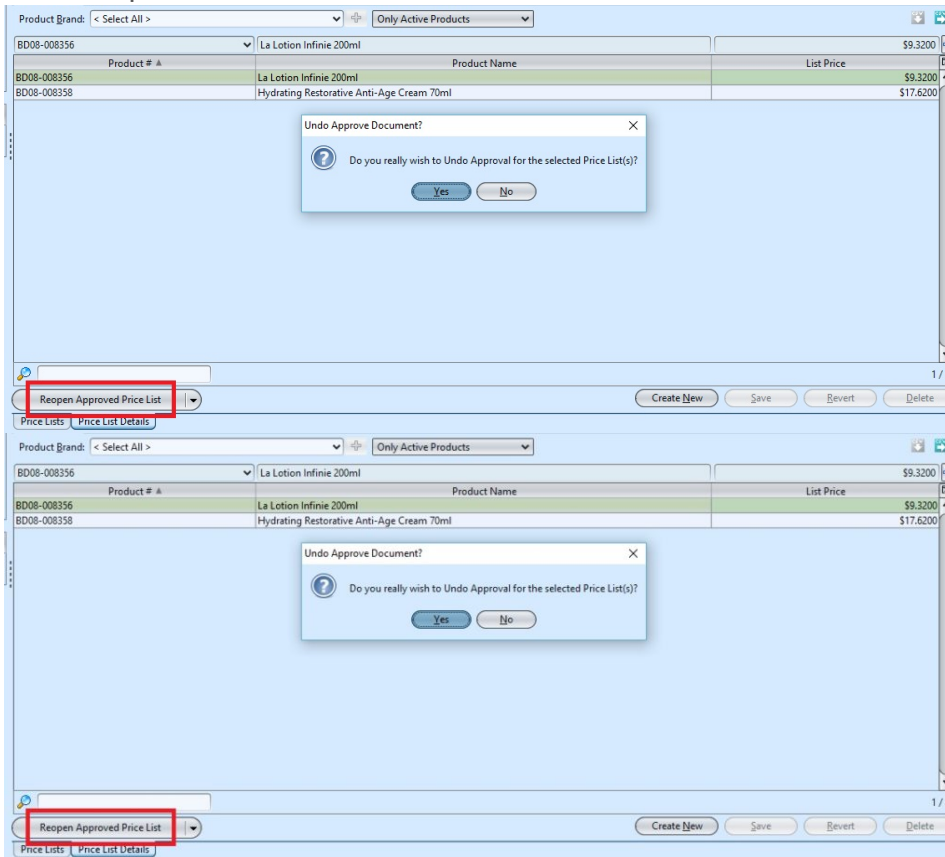 Product Brand: < Select All > Only Active Products
BD08-008356 La Lotion Infinie 200ml $9.3200
Product # Product Name List Price
BD08-008356 La Lotion Infinie 200ml $9.3200
BD08-008358 Hydrating Restorative Anti-Age Cream 70ml $17.6200
Undo Approve Document?
Do you really wish to Undo Approval for the selected Price List(s)?
Yes No
1 /
Reopen Approved Price List Create New Save Revert Delete
Price Lists Price List Details
Product Brand: < Select All > Only Active Products
BD08-008356 La Lotion Infinie 200ml $9.3200
Product # Product Name List Price
BD08-008356 La Lotion Infinie 200ml $9.3200
BD08-008358 Hydrating Restorative Anti-Age Cream 70ml $17.6200
Undo Approve Document?
Do you really wish to Undo Approval for the selected Price List(s)?
Yes No
1 /
Reopen Approved Price List Create New Save Revert Delete
Price Lists Price List Details